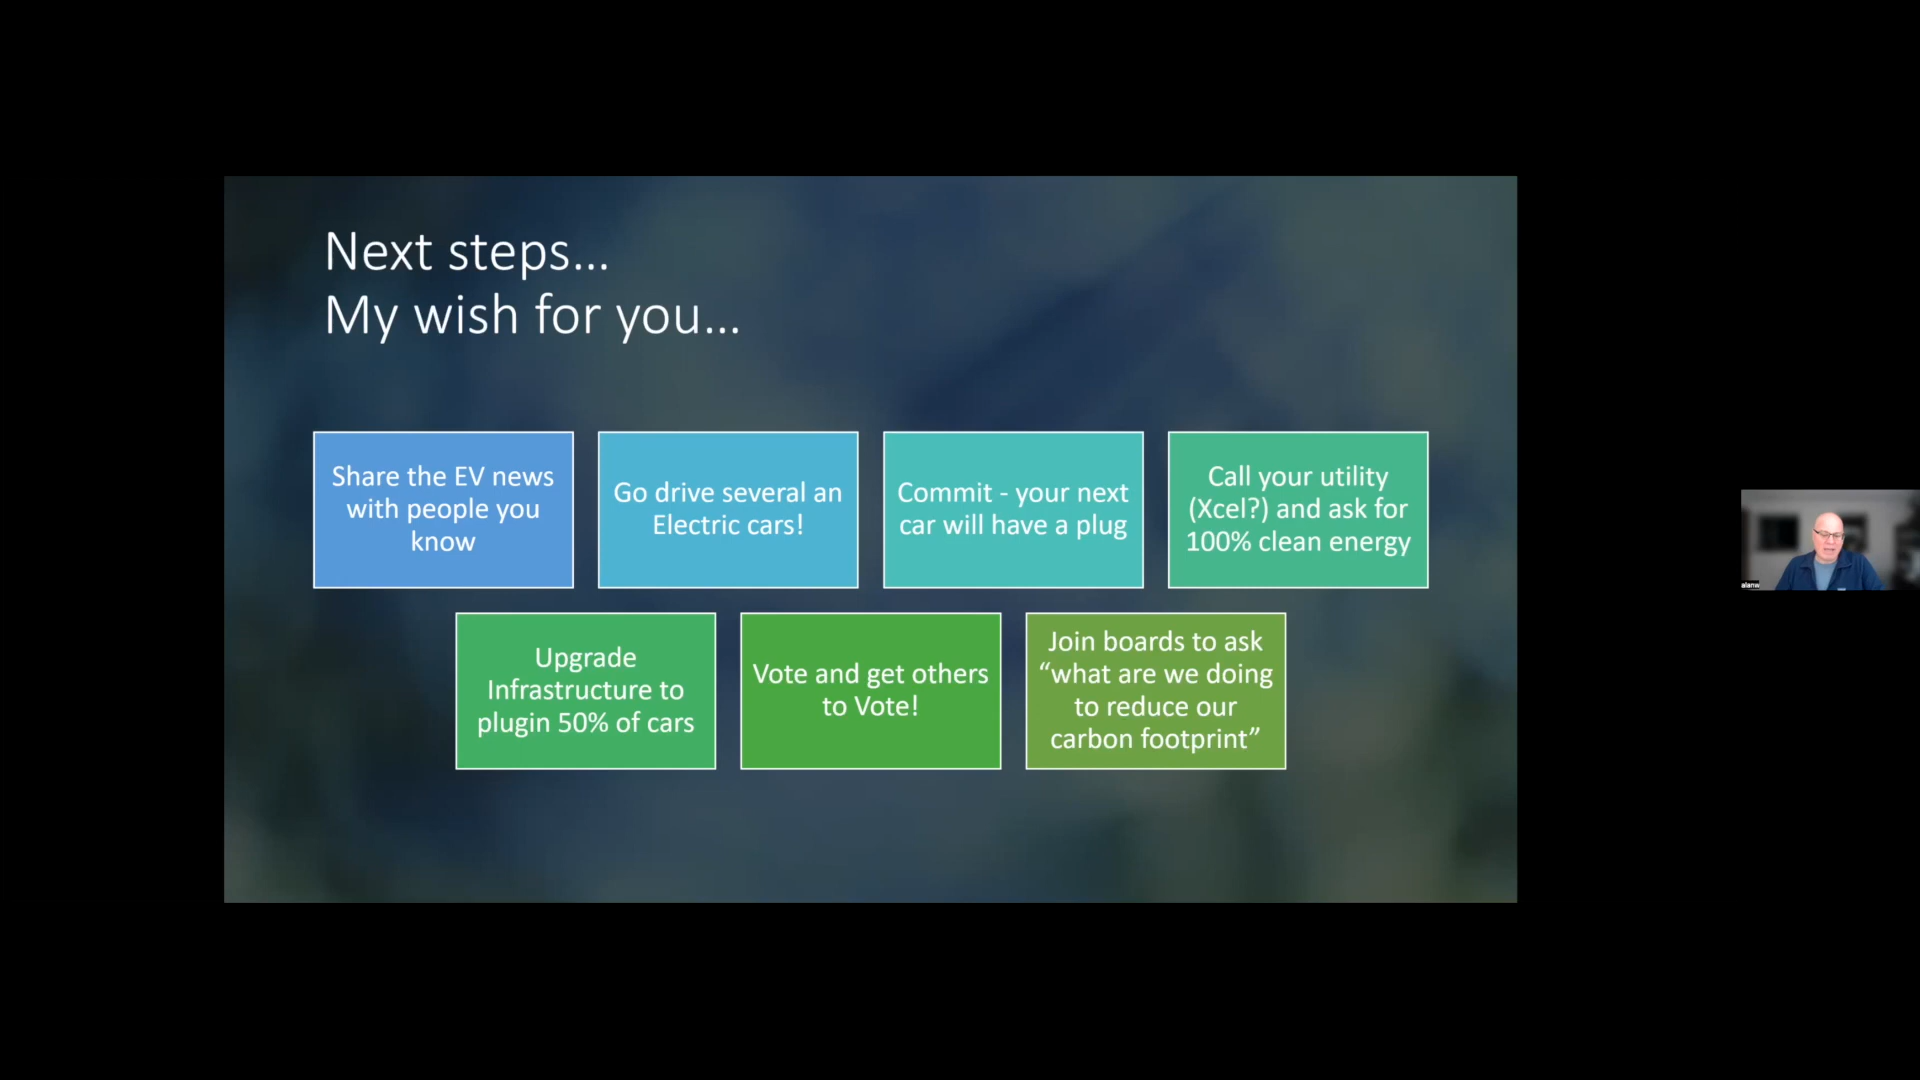 Next steps...
My wish for you...
Share the EV news
with people you
know
Go drive several an
Electric cars!
Commit - your next
car will have a plug
Call your utility
(Xcel?) and ask for
100% clean energy
Upgrade
Infrastructure to
plugin 50% of cars
Vote and get others
to Vote!
Join boards to ask
“what are we doing
to reduce our
carbon footprint”
alanw